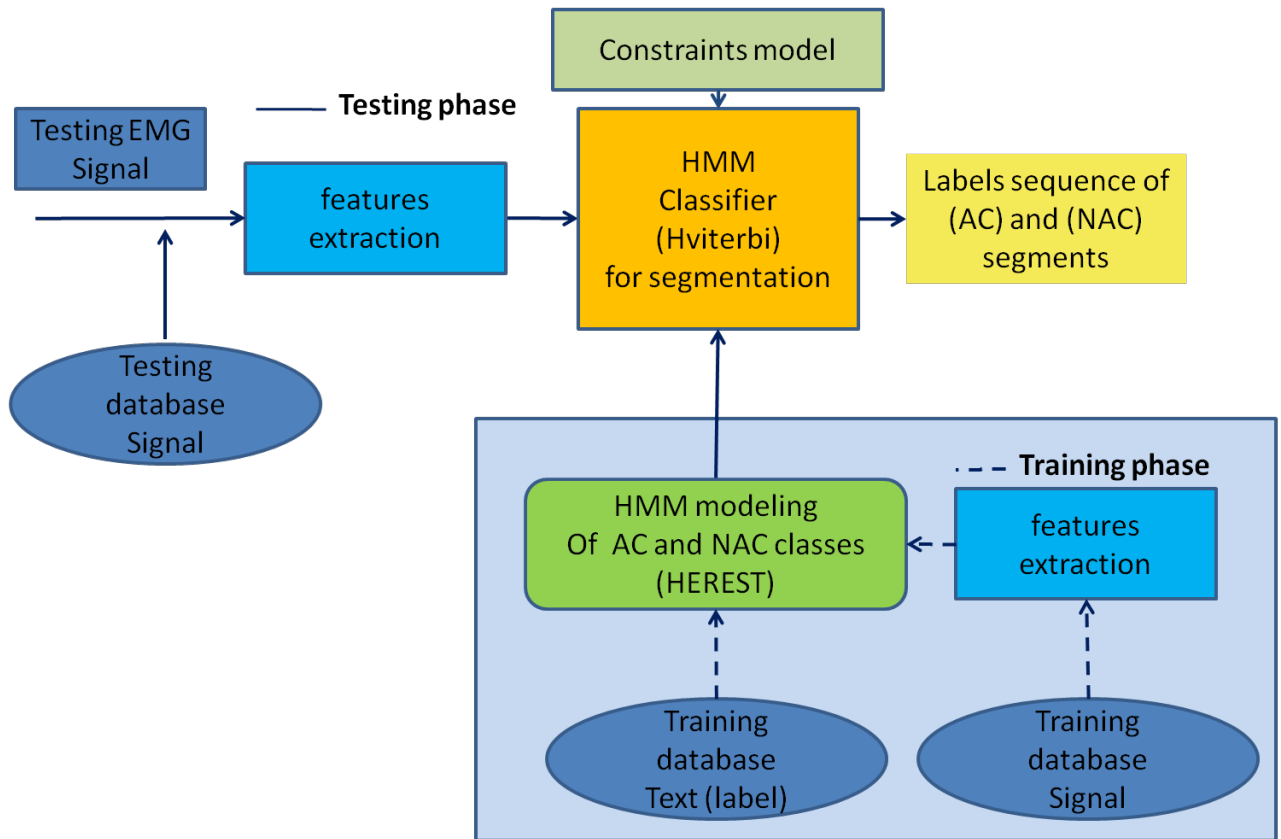 Constraints model
Testing phase
Testing EMG
Signal
features
extraction
HMM
Classifier
(Hviterbi)
for segmentation
Labels sequence of
(AC) and (NAC)
segments
Testing
database
Signal
Training phase
HMM modeling
Of AC and NAC classes
(HEREST)
features
extraction
Training
database
Text (label)
Training
database
Signal